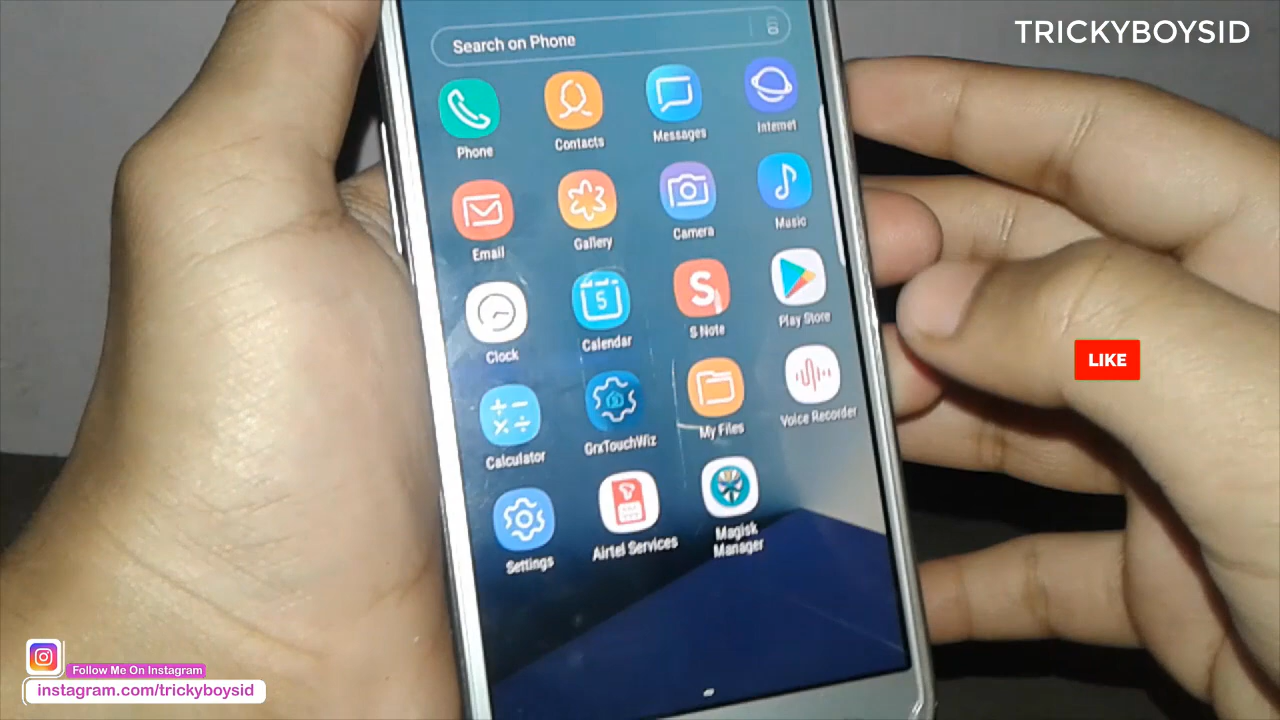 TRICKYBOYSID
Search on Phone
Phone
Contacts
Messages
Internet
Email
Gallery
Camera
Music
Clock
5
Calendar
S
S Note
Play Store
Calculator
GrxTouchWiz
My Files
Voice Recorder
Settings
Airtel Services
Magisk
Manager
LIKE
Follow Me On Instagram
instagram.com/trickyboysid